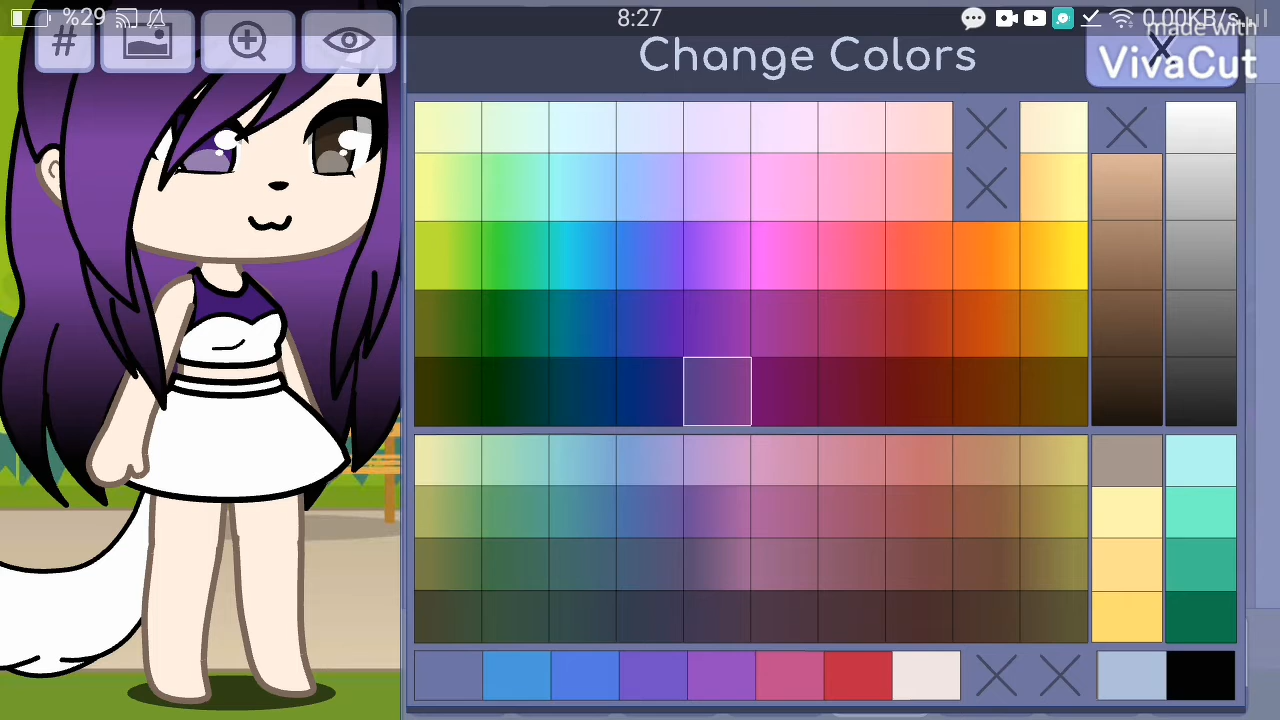 %29
8:27
0.00KB/s
#
made with
VivaCut
Change Colors
X